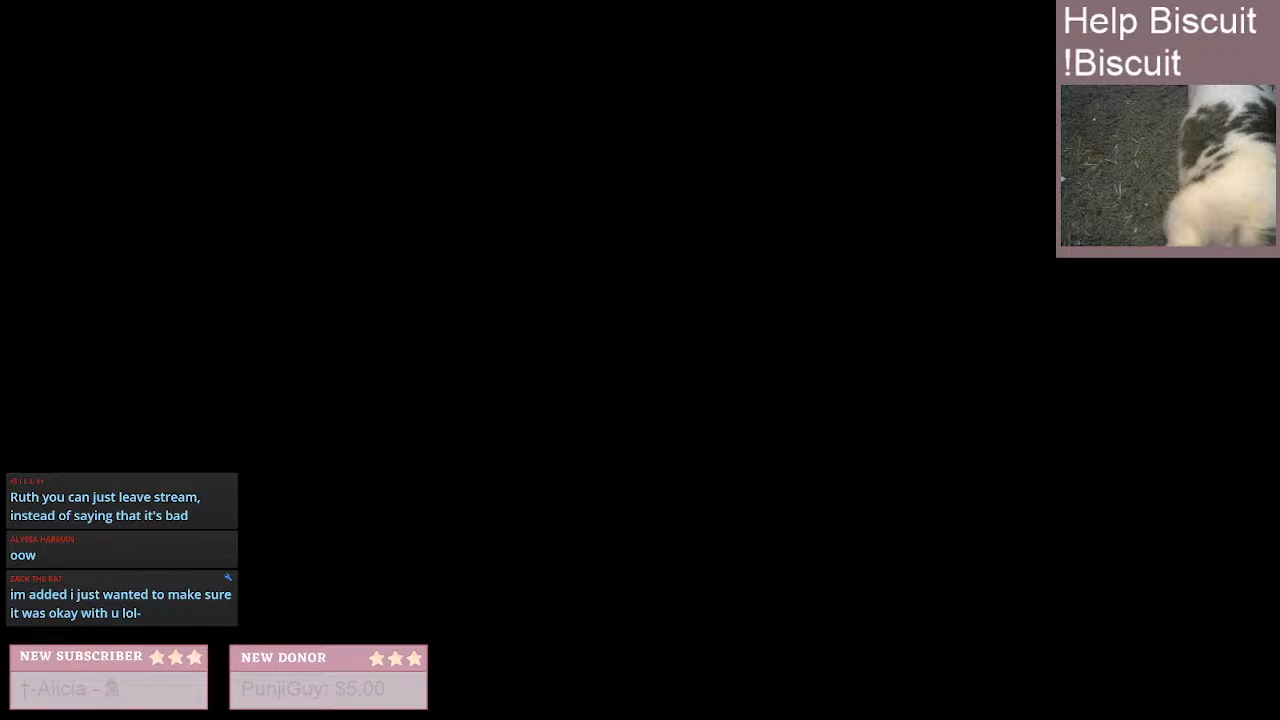 Help Biscuit
!Biscuit
+S I L L Y+
Ruth you can just leave stream,
instead of saying that it's bad
ALYSSA HARMAN
oow
ZACK THE RAT
im added i just wanted to make sure
it was okay with u lol-
NEW SUBSCRIBER
NEW DONOR
†-Alicia -
PunjiGuy: $5.00